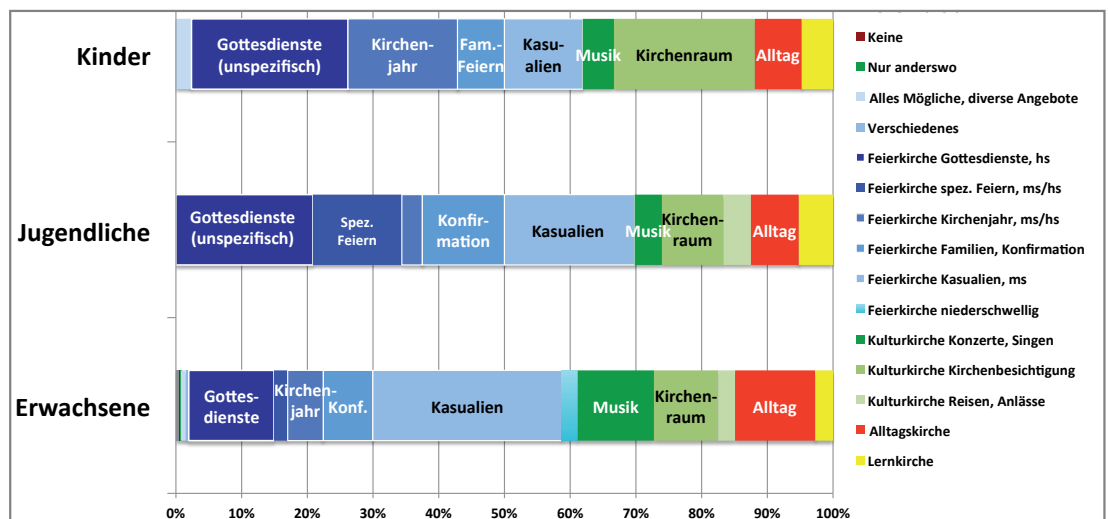 Kinder
Gottesdienste
(unspezifisch)
Kirchen-
jahr
Fam.-
Feiern
Kasu-
alien
Musik
Kirchenraum
Alltag
Jugendliche
Gottesdienste
(unspezifisch)
Spez.
Feiern
Konfir-
mation
Kasualien
Musik
Kirchen-
raum
Alltag
Erwachsene
Gottes-
dienste
Kirchen-
jahr
Konf.
Kasualien
Musik
Kirchen-
raum
Alltag
0% 10% 20% 30% 40% 50% 60% 70% 80% 90% 100%
Keine
Nur anderswo
Alles Mögliche, diverse Angebote
Verschiedenes
Feierkirche Gottesdienste, hs
Feierkirche spez. Feiern, ms/hs
Feierkirche Kirchenjahr, ms/hs
Feierkirche Familien, Konfirmation
Feierkirche Kasualien, ms
Feierkirche niederschwellig
Kulturkirche Konzerte, Singen
Kulturkirche Kirchenbesichtigung
Kulturkirche Reisen, Anlässe
Alltagskirche
Lernkirche